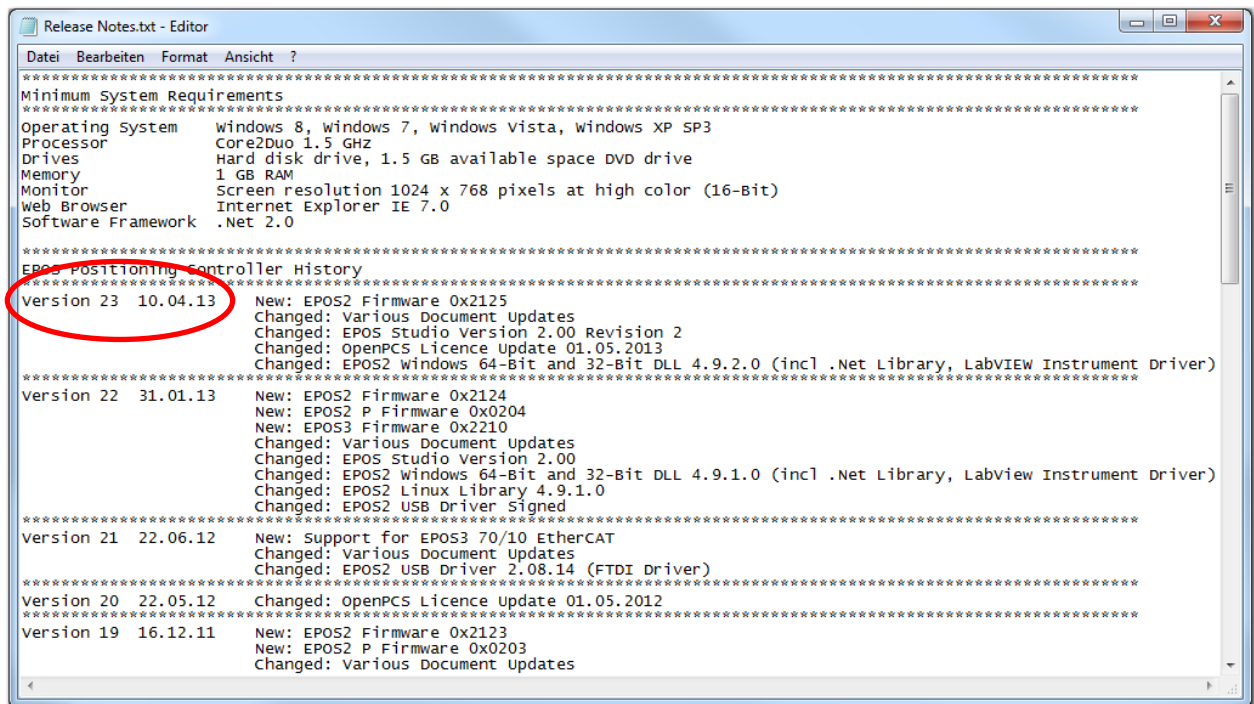 Release Notes.txt - Editor
Datei Bearbeiten Format Ansicht ?
********************************************************************************************
Minimum System Requirements
********************************************************************************************
Operating System Windows 8, Windows 7, Windows Vista, Windows XP SP3
Processor Core2Duo 1.5 GHz
Drives Hard disk drive, 1.5 GB available space DVD drive
Memory 1 GB RAM
Monitor Screen resolution 1024 x 768 pixels at high color (16-Bit)
Web Browser Internet Explorer IE 7.0
Software Framework .Net 2.0
********************************************************************************************
EPOS Positioning Controller History
********************************************************************************************
Version 23 10.04.13 New: EPOS2 Firmware 0x2125
Changed: Various Document Updates
Changed: EPOS Studio Version 2.00 Revision 2
Changed: OpenPCS Licence Update 01.05.2013
Changed: EPOS2 Windows 64-Bit and 32-Bit DLL 4.9.2.0 (incl .Net Library, LabVIEW Instrument Driver)
********************************************************************************************
Version 22 31.01.13 New: EPOS2 Firmware 0x2124
New: EPOS2 P Firmware 0x0204
New: EPOS3 Firmware 0x2210
Changed: Various Document Updates
Changed: EPOS Studio Version 2.00
Changed: EPOS2 Windows 64-Bit and 32-Bit DLL 4.9.1.0 (incl .Net Library, LabView Instrument Driver)
Changed: EPOS2 Linux Library 4.9.1.0
Changed: EPOS2 USB Driver Signed
********************************************************************************************
Version 21 22.06.12 New: Support for EPOS3 70/10 EtherCAT
Changed: Various Document Updates
Changed: EPOS2 USB Driver 2.08.14 (FTDI Driver)
********************************************************************************************
Version 20 22.05.12 Changed: OpenPCS Licence Update 01.05.2012
********************************************************************************************
Version 19 16.12.11 New: EPOS2 Firmware 0x2123
New: EPOS2 P Firmware 0x0203
Changed: Various Document Updates